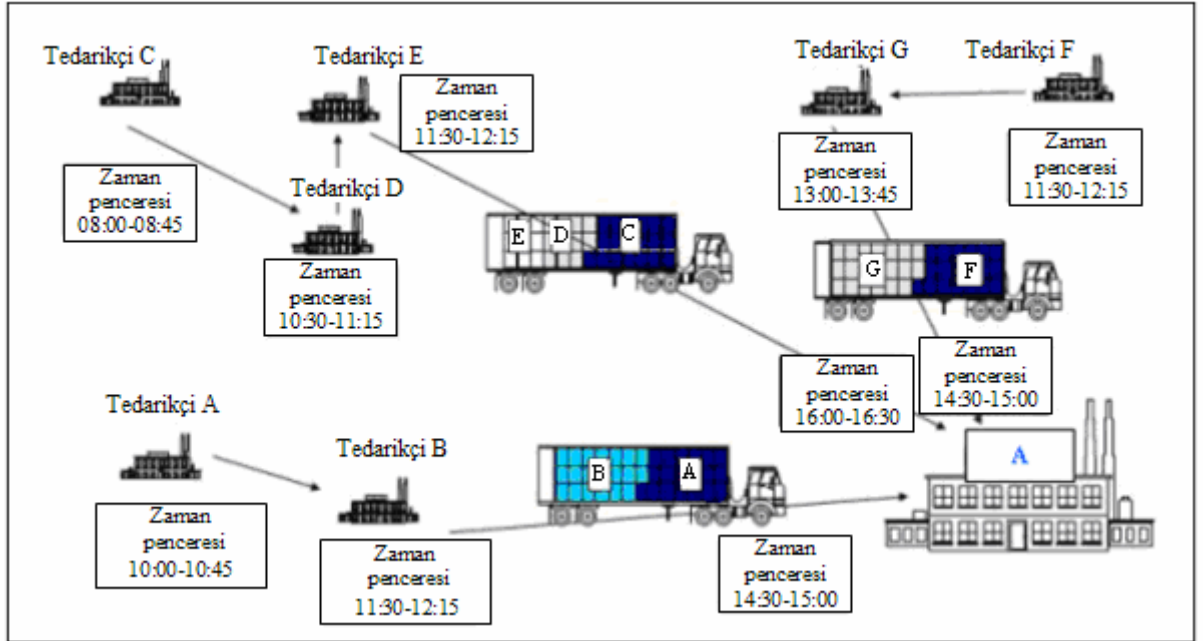 Tedarikçi C
Tedarikçi E
Tedarikçi G
Tedarikçi F
Zaman
penceresi
11:30-12:15
Zaman
penceresi
08:00-08:45
Tedarikçi D
Zaman
penceresi
13:00-13:45
Zaman
penceresi
11:30-12:15
E
D
C
Zaman
penceresi
10:30-11:15
G
F
Zaman
penceresi
16:00-16:30
Zaman
penceresi
14:30-15:00
Tedarikçi A
Tedarikçi B
B
A
A
Zaman
penceresi
10:00-10:45
Zaman
penceresi
11:30-12:15
Zaman
penceresi
14:30-15:00